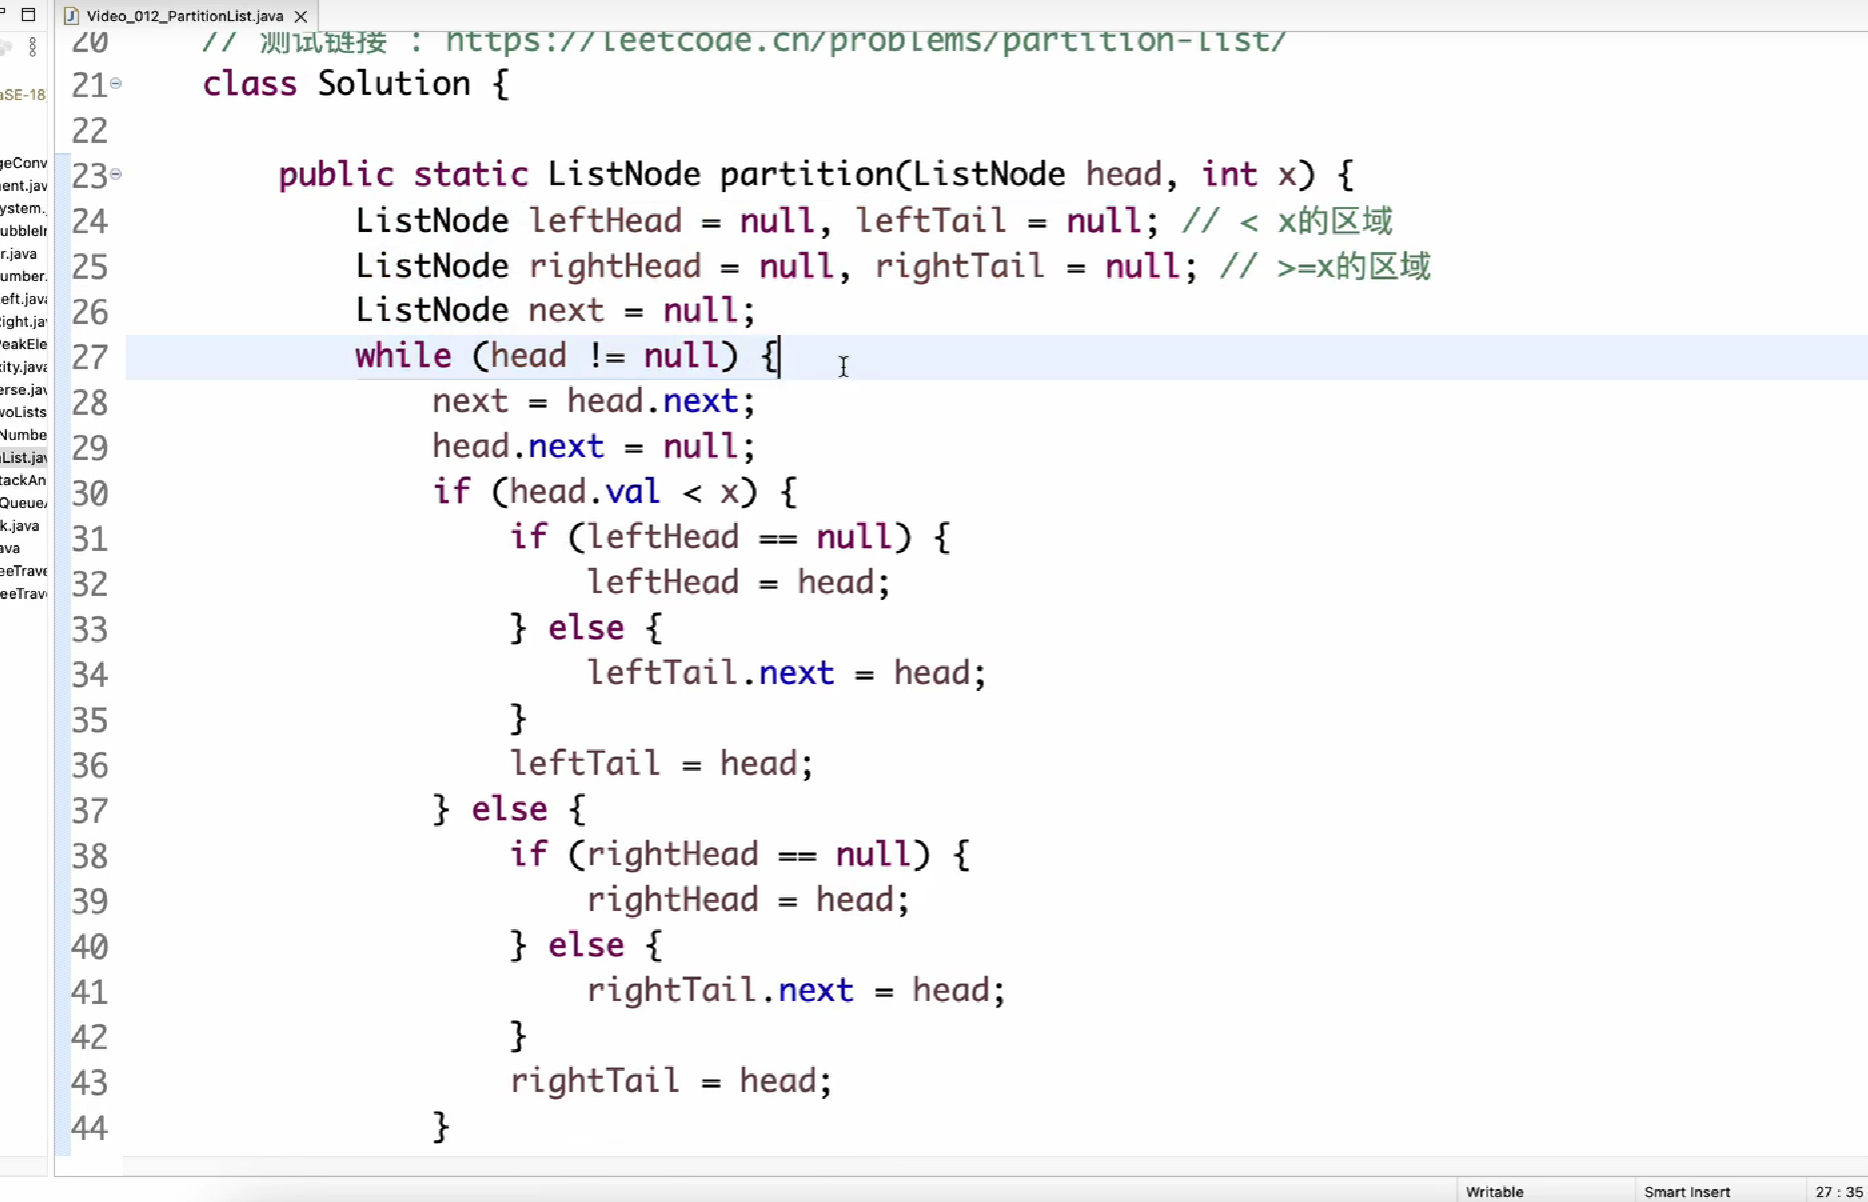 Video_012_PartitionList.java
20 // 测试链接 : https://leetcode.cn/problems/partition-list/
21 class Solution {
22
23 public static ListNode partition(ListNode head, int x) {
24 ListNode leftHead = null, leftTail = null; // < x的区域
25 ListNode rightHead = null, rightTail = null; // >=x的区域
26 ListNode next = null;
27 while (head != null) {
28 next = head.next;
29 head.next = null;
30 if (head.val < x) {
31 if (leftHead == null) {
32 leftHead = head;
33 } else {
34 leftTail.next = head;
35 }
36 leftTail = head;
37 } else {
38 if (rightHead == null) {
39 rightHead = head;
40 } else {
41 rightTail.next = head;
42 }
43 rightTail = head;
44 }
aSE-18
geConv
ent.jav
ystem.
ubbleIn
r.java
umber.
eft.java
ight.ja
PeakEle
xity.java
erse.jav
woLists
Numbe
List.jav
tackAn
Queue
k.java
ava
eeTrave
eeTrav
Writable Smart Insert 27 : 35